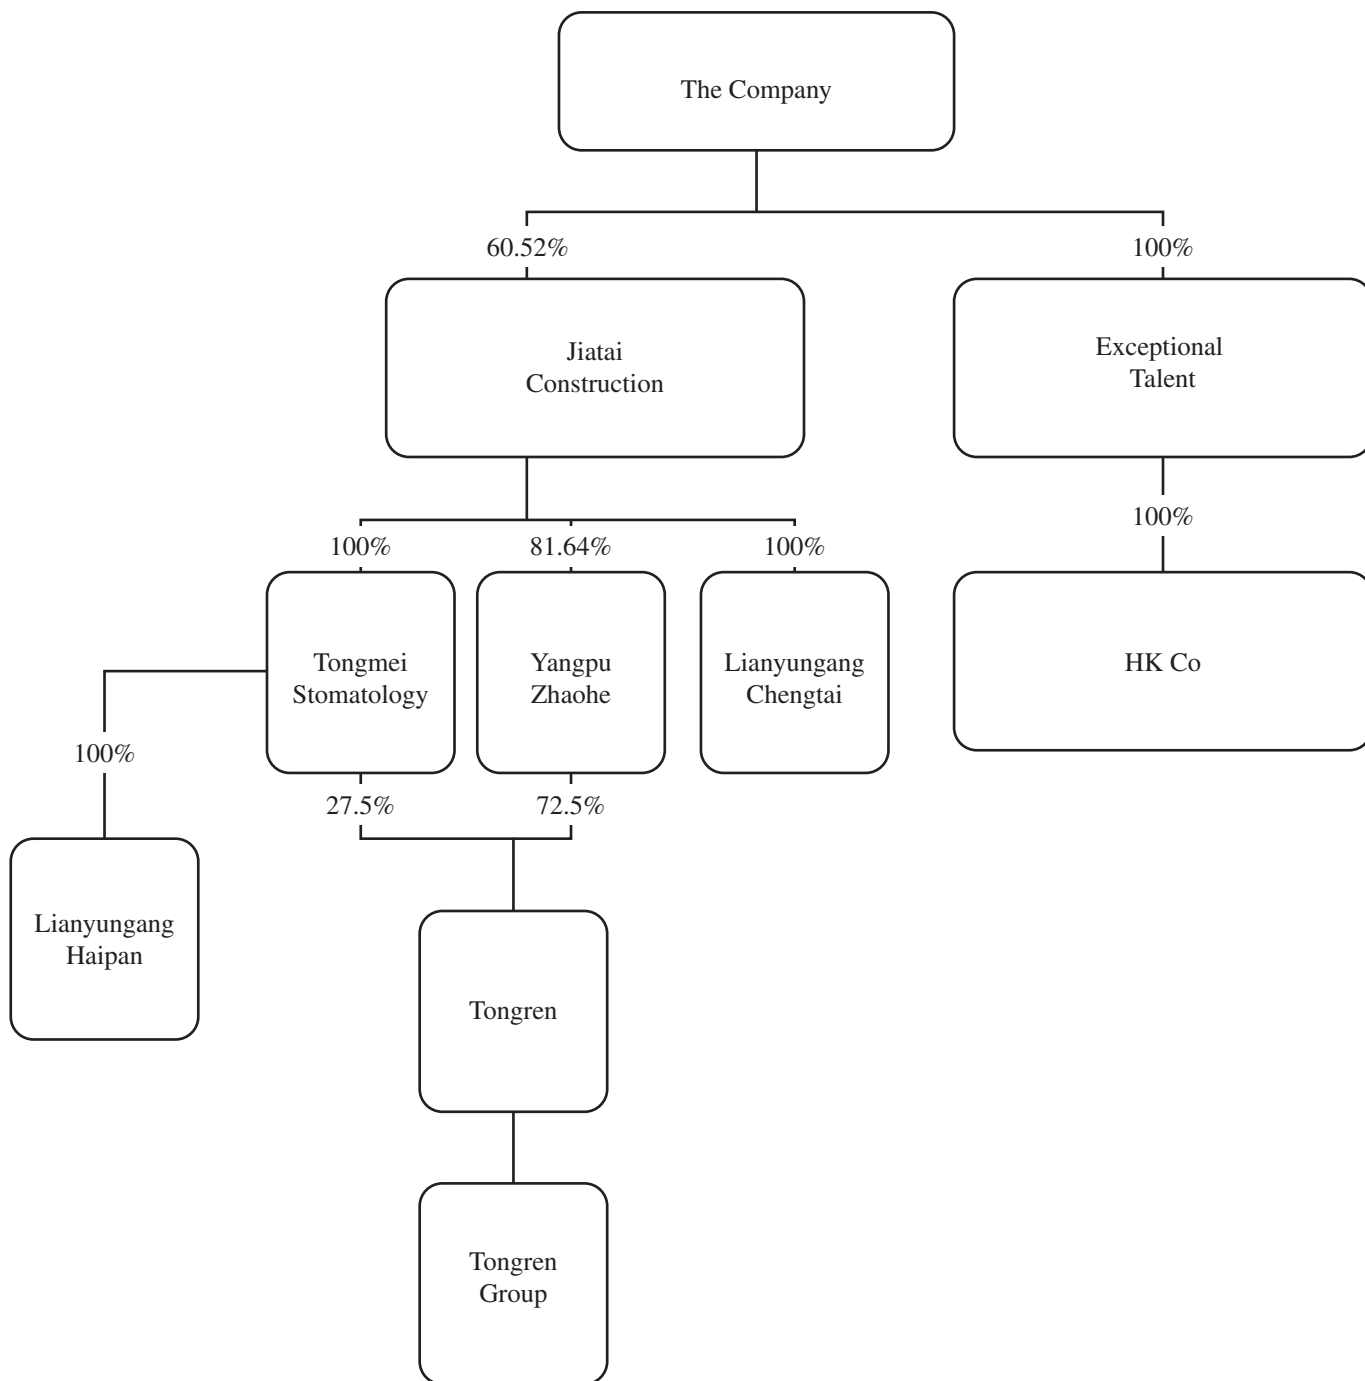 The Company
60.52%
100%
Jiatai
Construction
Exceptional
Talent
100%
100%
81.64%
100%
Tongmei
Stomatology
Yangpu
Zhaohe
Lianyungang
Chengtai
HK Co
100%
27.5%
72.5%
Lianyungang
Haipan
Tongren
Tongren
Group